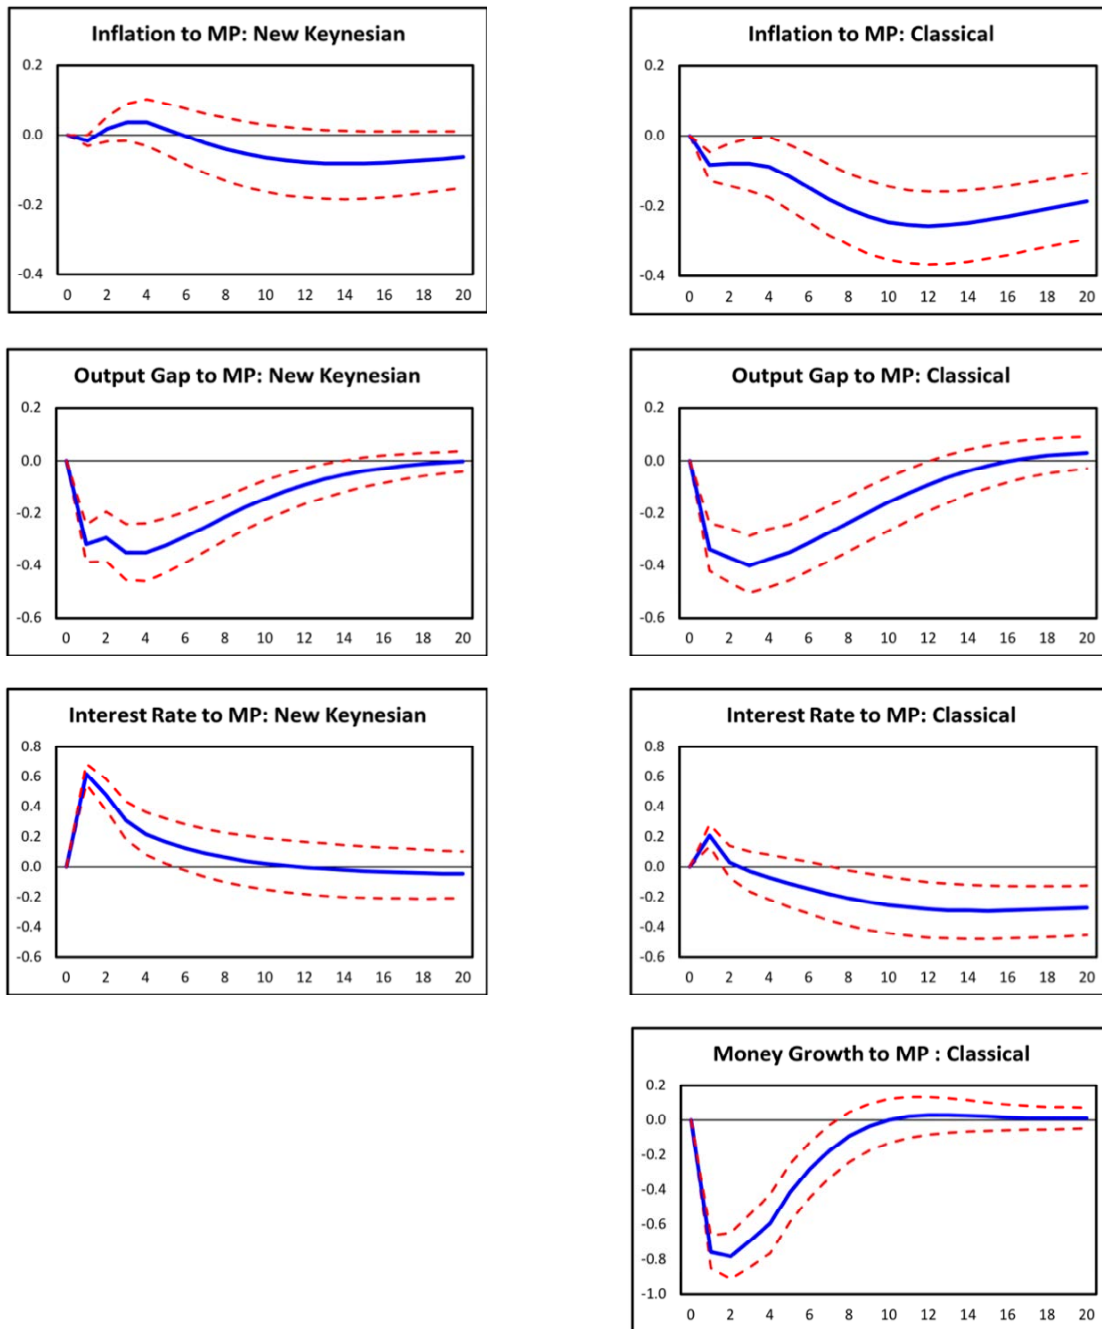 Inflation to MP: New Keynesian
0.2
0.0
-0.2
-0.4
0 2 4 6 8 10 12 14 16 18 20
Inflation to MP: Classical
0.2
0.0
-0.2
-0.4
0 2 4 6 8 10 12 14 16 18 20
Output Gap to MP: New Keynesian
0.2
0.0
-0.2
-0.4
-0.6
0 2 4 6 8 10 12 14 16 18 20
Output Gap to MP: Classical
0.2
0.0
-0.2
-0.4
-0.6
0 2 4 6 8 10 12 14 16 18 20
Interest Rate to MP: New Keynesian
0.8
0.6
0.4
0.2
0.0
-0.2
-0.4
-0.6
0 2 4 6 8 10 12 14 16 18 20
Interest Rate to MP: Classical
0.8
0.6
0.4
0.2
0.0
-0.2
-0.4
-0.6
0 2 4 6 8 10 12 14 16 18 20
Money Growth to MP : Classical
0.2
0.0
-0.2
-0.4
-0.6
-0.8
-1.0
0 2 4 6 8 10 12 14 16 18 20